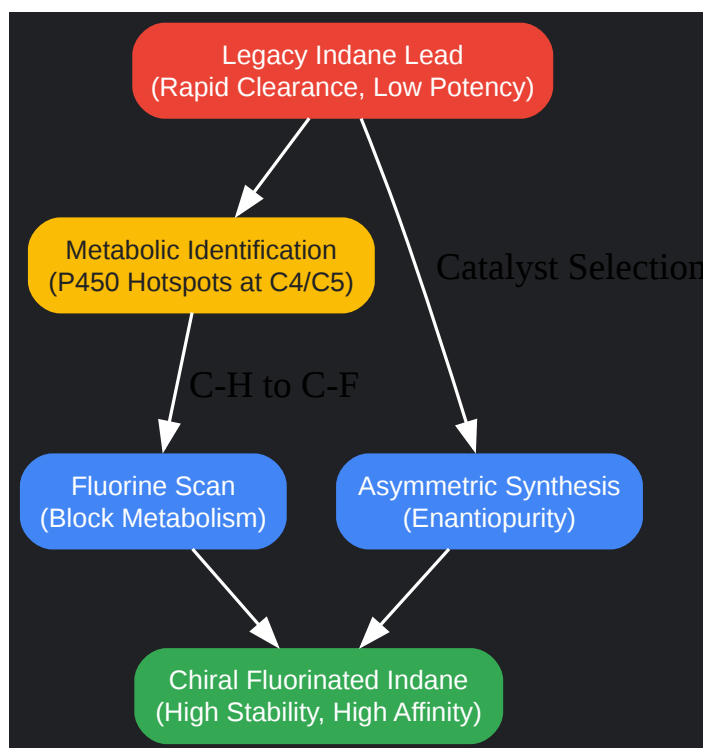 Legacy Indane Lead
(Rapid Clearance, Low Potency)
Metabolic Identification
(P450 Hotspots at C4/C5)
Catalyst Selection
C-H to C-F
Fluorine Scan
(Block Metabolism)
Asymmetric Synthesis
(Enantiopurity)
Chiral Fluorinated Indane
(High Stability, High Affinity)